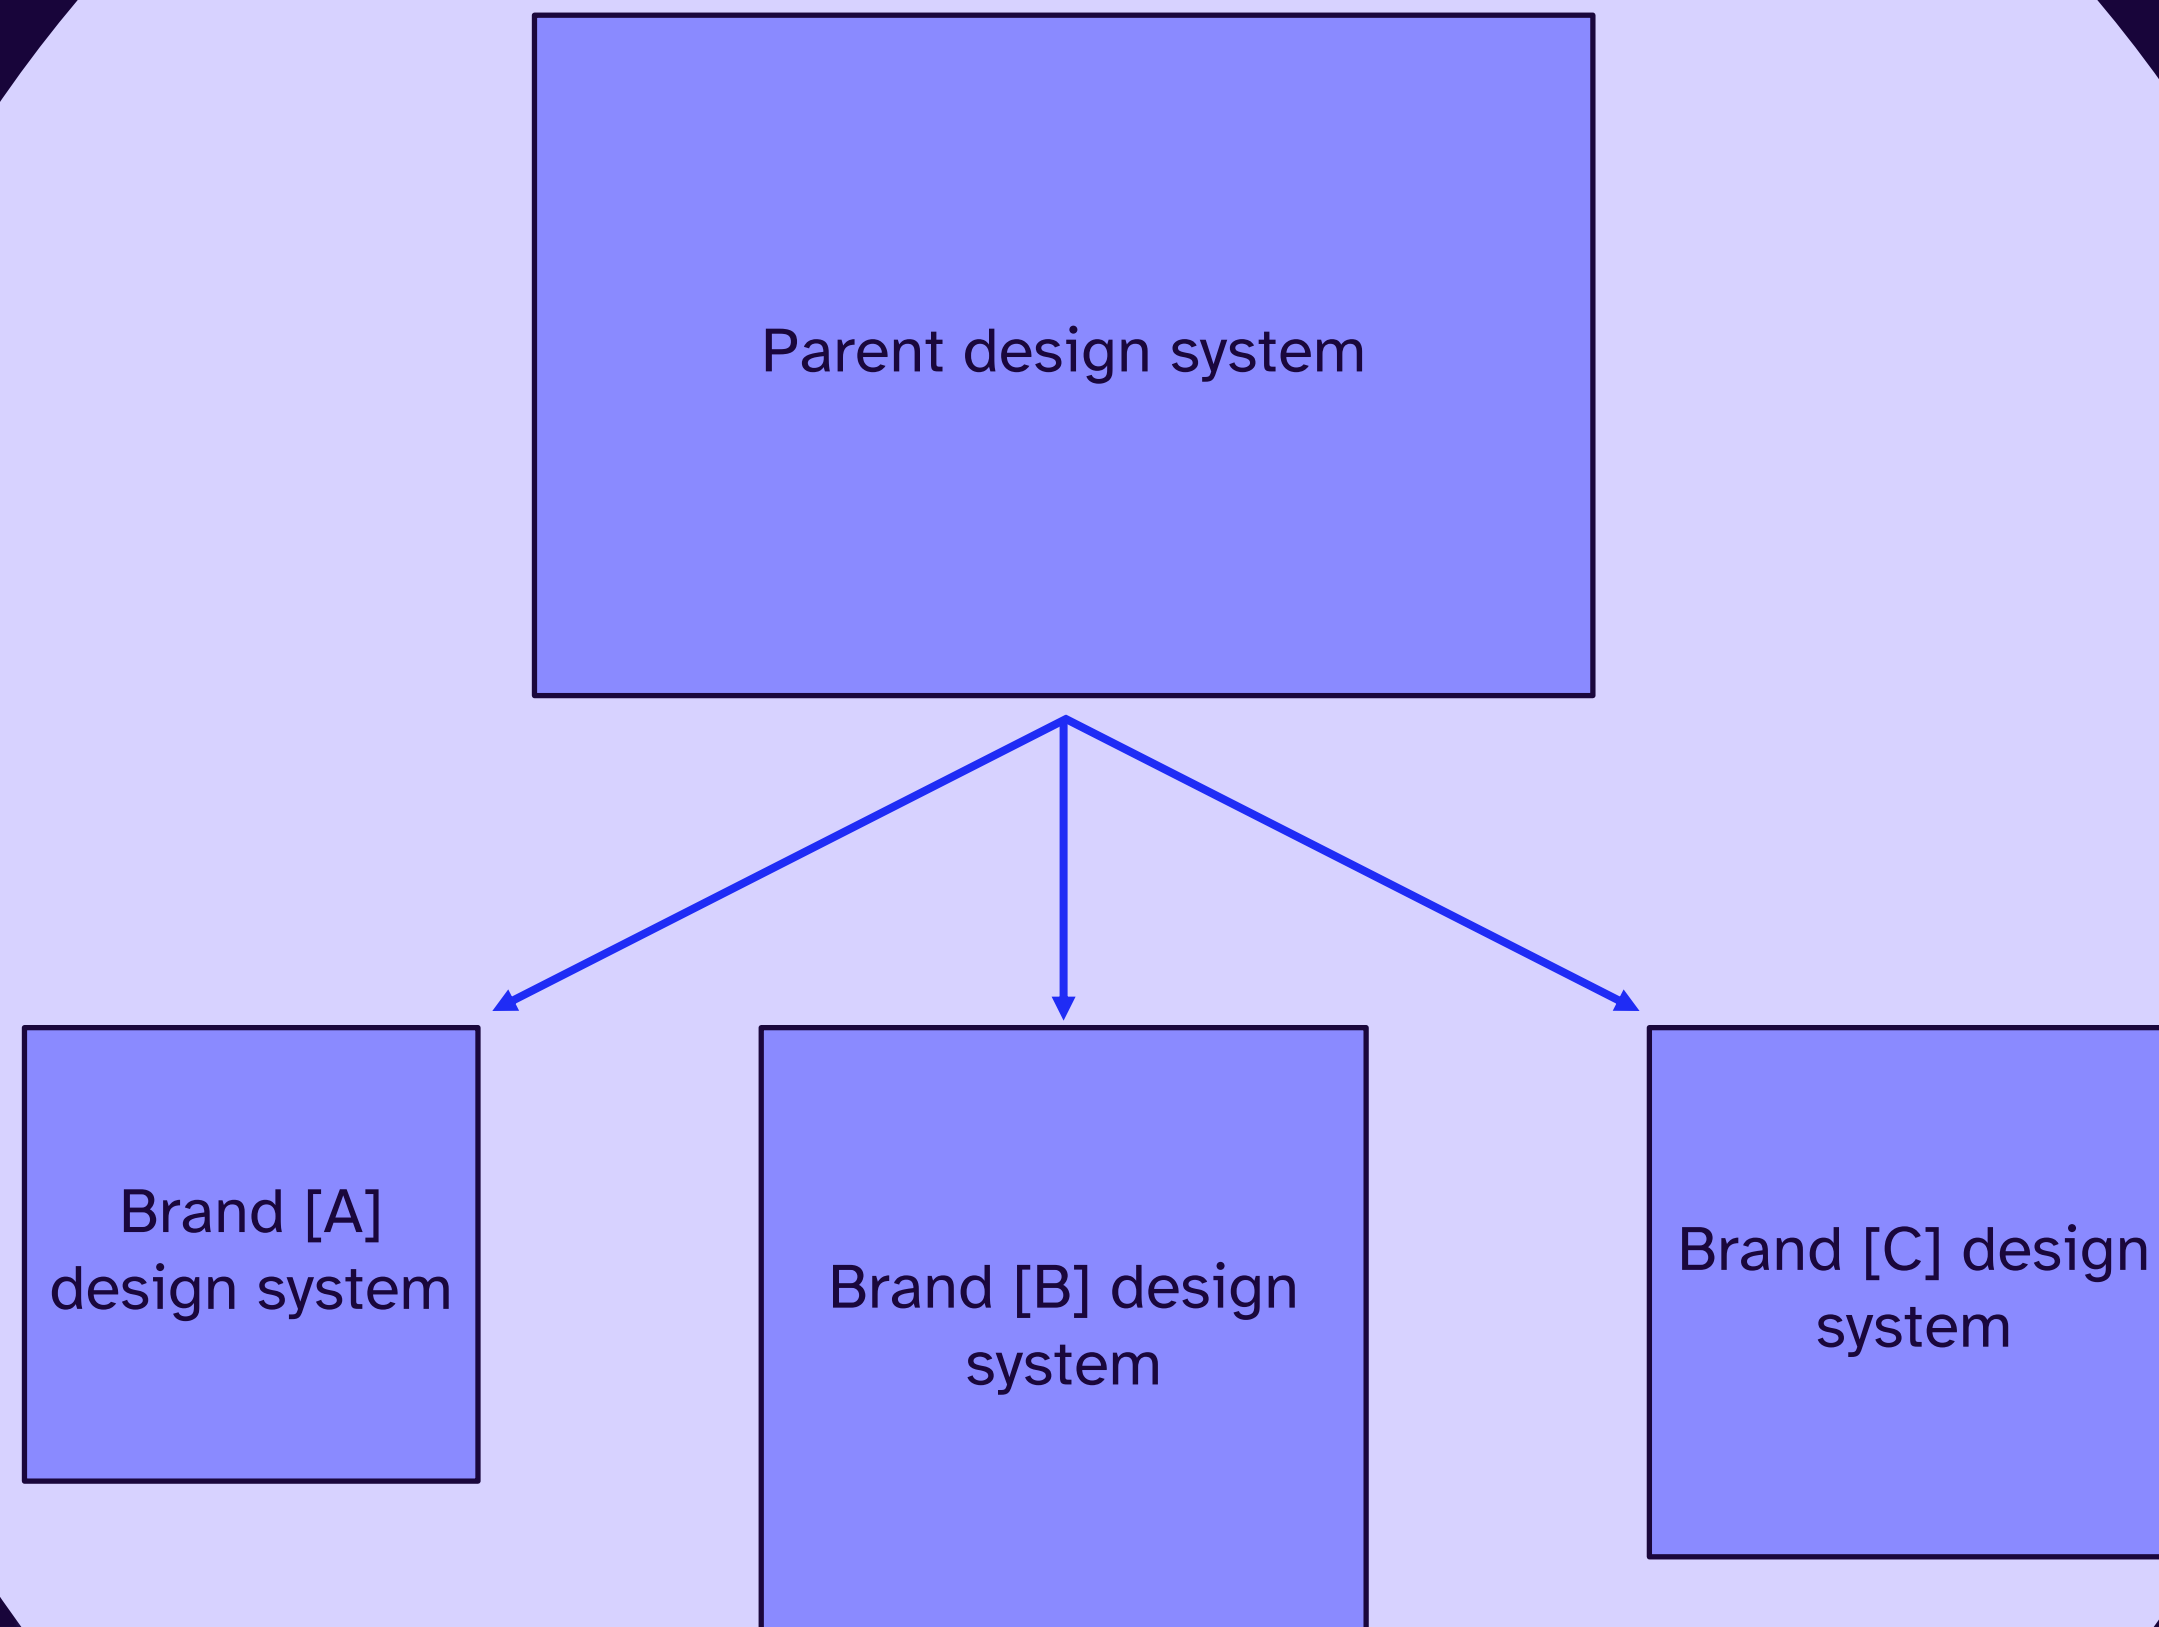 Parent design system
Brand [A]
design system
Brand [B] design
system
Brand [C] design
system